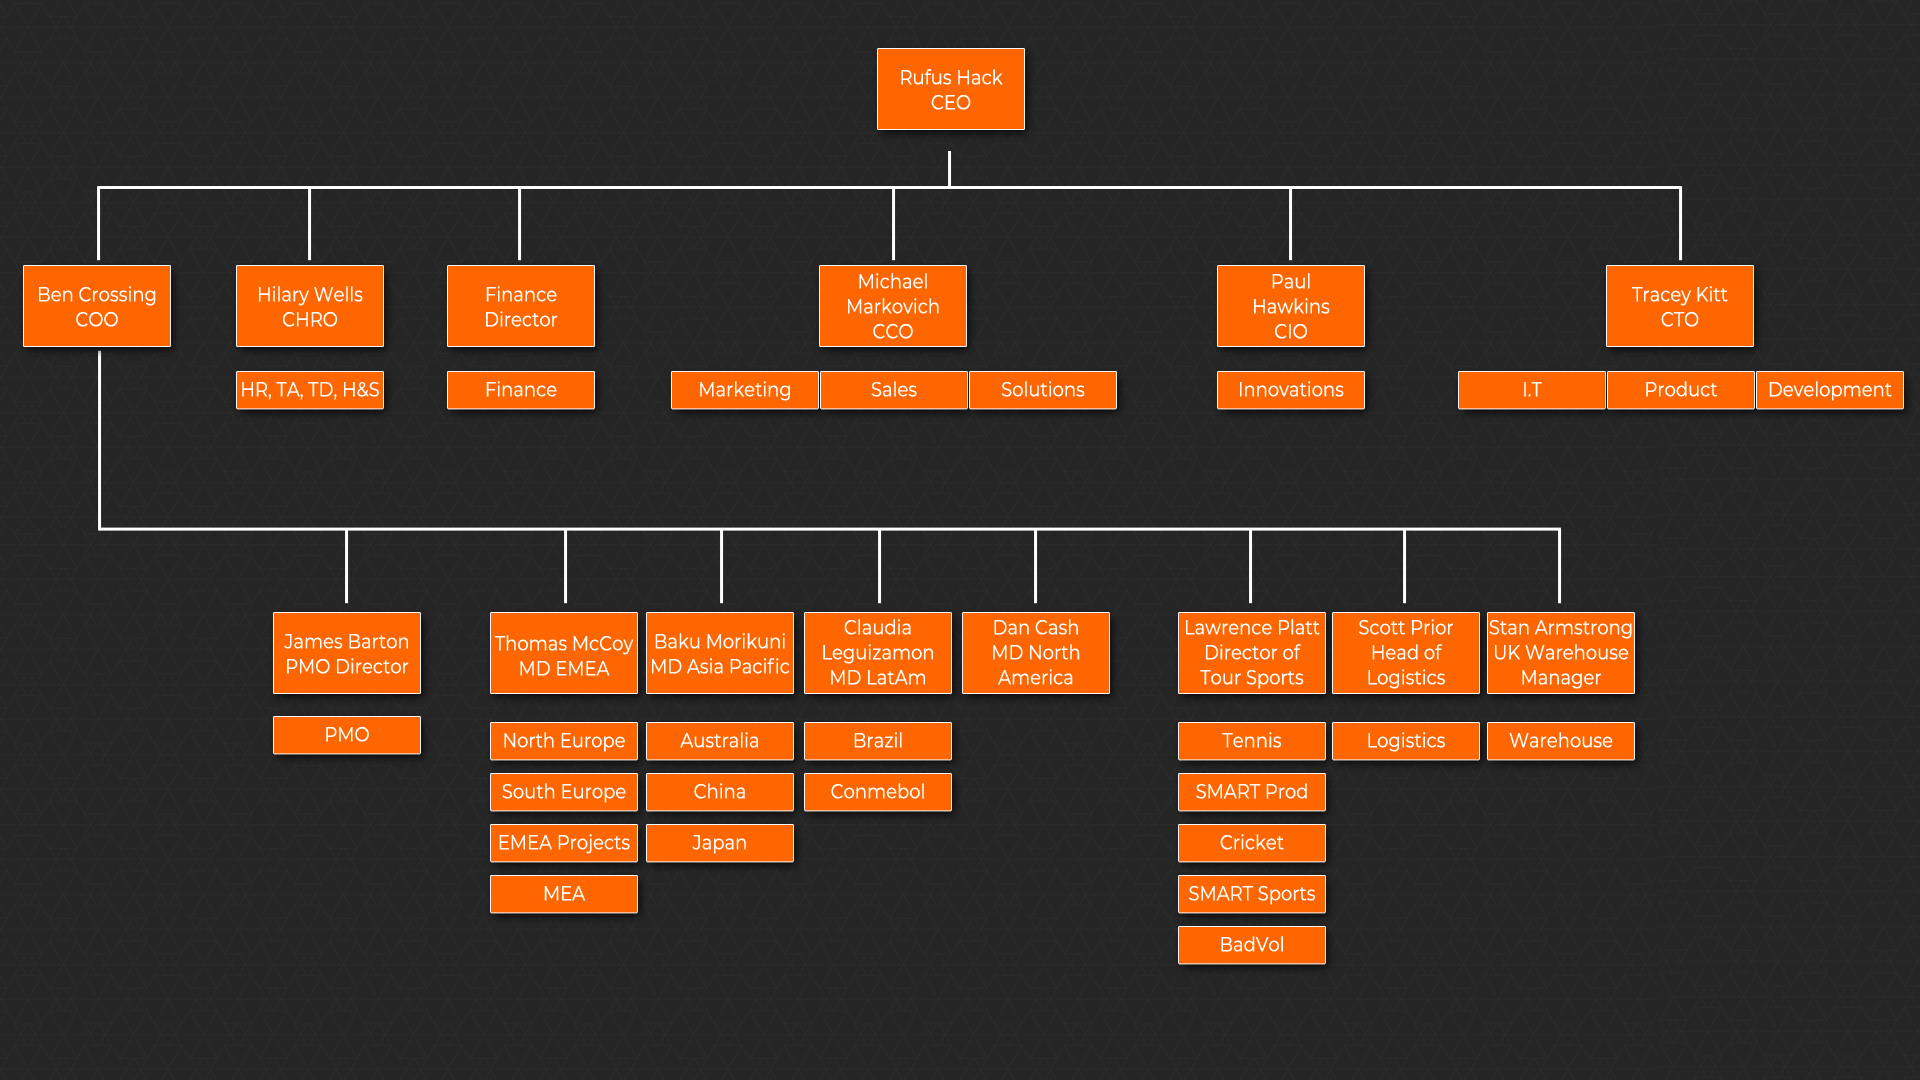 Rufus Hack
CEO
Ben Crossing
COO
Hilary Wells
CHRO
Finance
Director
Michael
Markovich
CCO
Paul
Hawkins
CIO
Tracey Kitt
CTO
HR, TA, TD, H&S
Finance
Marketing
Sales
Solutions
Innovations
I.T
Product
Development
James Barton
PMO Director
Thomas McCoy
MD EMEA
Baku Morikuni
MD Asia Pacific
Claudia
Leguizamon
MD LatAm
Dan Cash
MD North
America
Lawrence Platt
Director of
Tour Sports
Scott Prior
Head of
Logistics
Stan Armstrong
UK Warehouse
Manager
PMO
North Europe
Australia
Brazil
Tennis
Logistics
Warehouse
South Europe
China
Conmebol
SMART Prod
EMEA Projects
Japan
Cricket
MEA
SMART Sports
BadVol